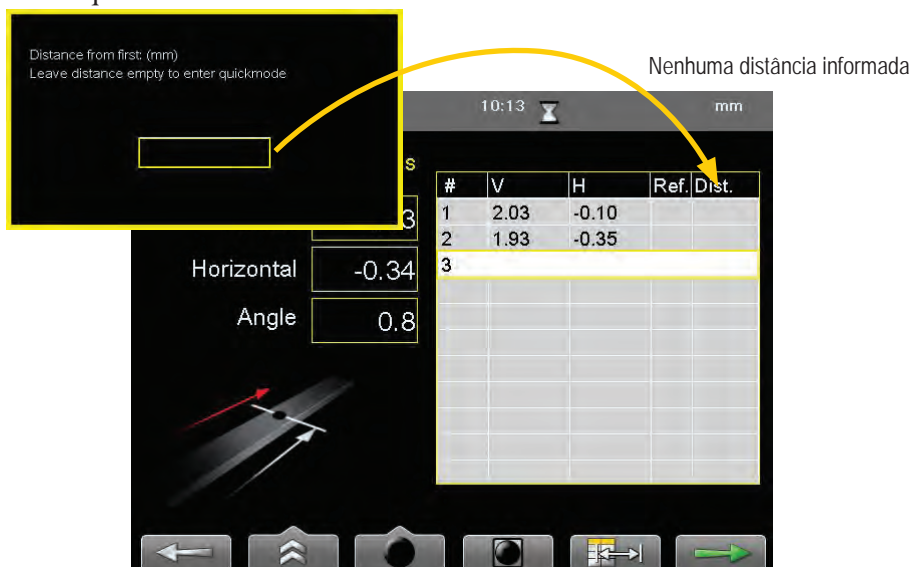 Distance from first: (mm)
Leave distance empty to enter quickmode
Nenhuma distância informada
10:13
mm
# V H Ref. Dist.
1 2.03 -0.10
2 1.93 -0.35
3
Horizontal -0.34
Angle 0.8